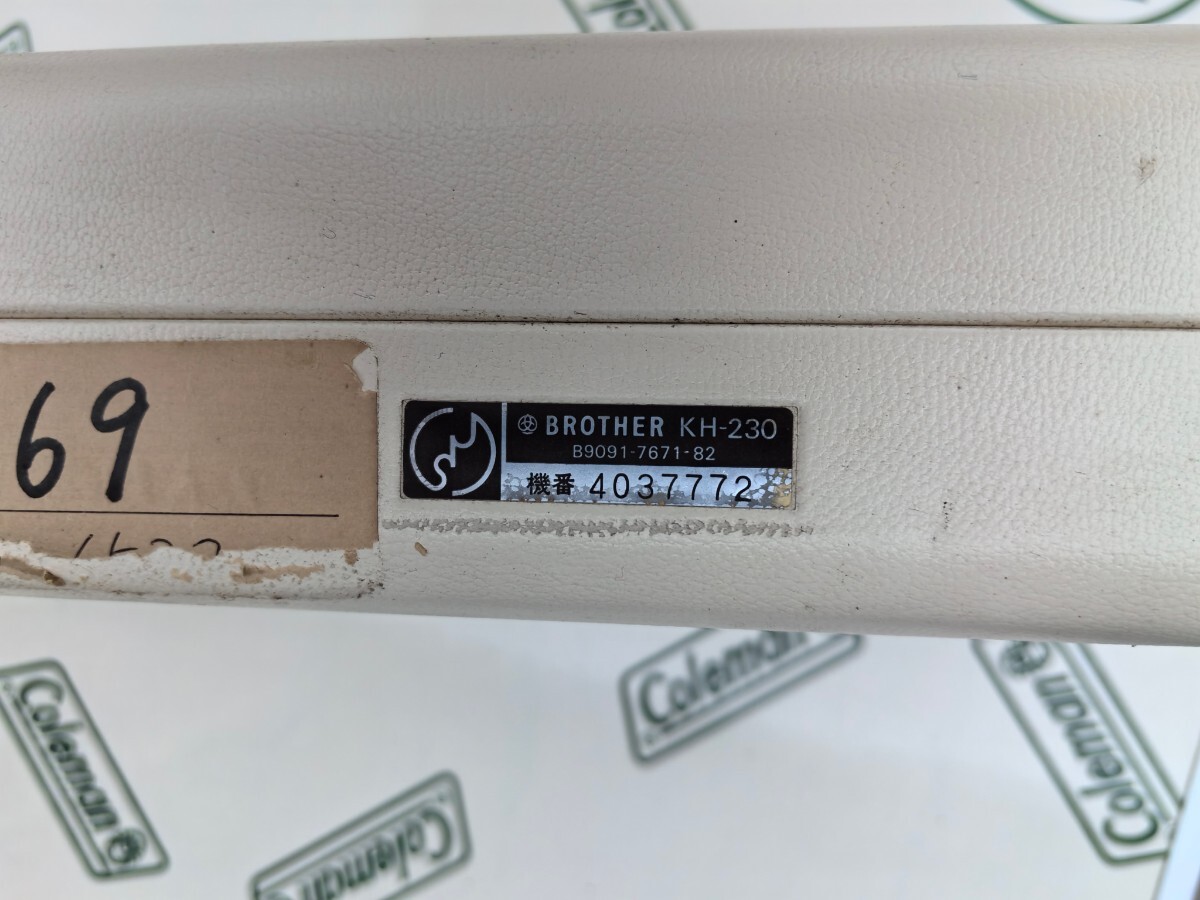 69
BROTHER KH-230
B9091-7671-82
機番 4037772
Coleman
Coleman
Coleman
Coleman